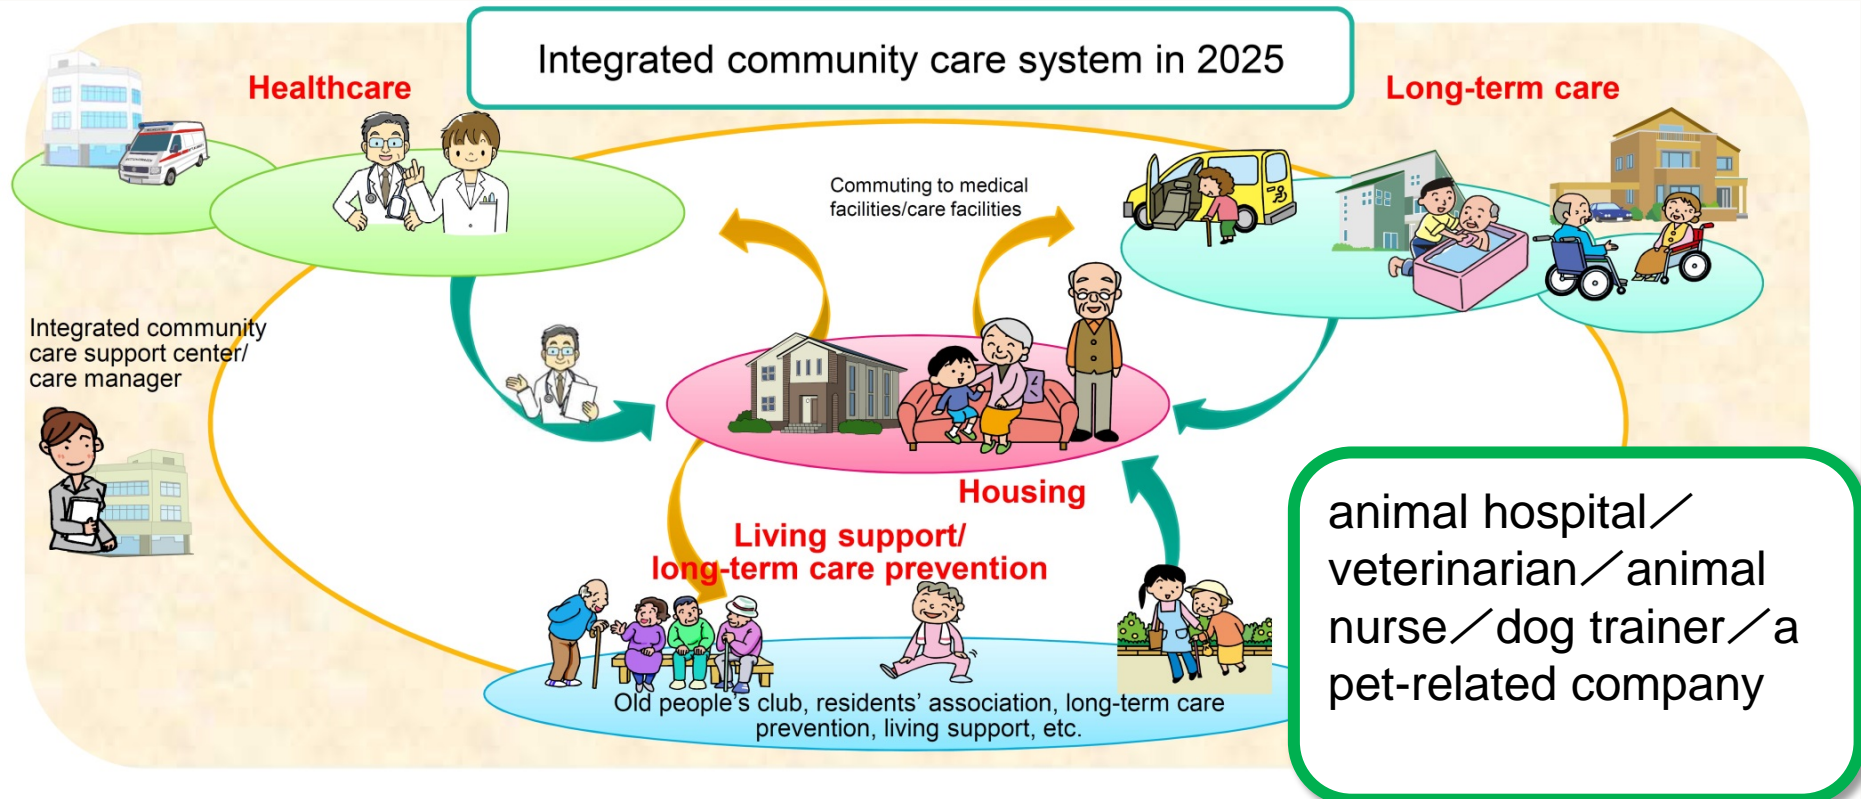 Integrated community care system in 2025
Healthcare
Long-term care
Commuting to medical
facilities/care facilities
Integrated community
care support center/
care manager
Housing
Living support/
long-term care prevention
Old people's club, residents' association, long-term care
prevention, living support, etc.
animal hospital／
veterinarian／animal
nurse／dog trainer／a
pet-related company